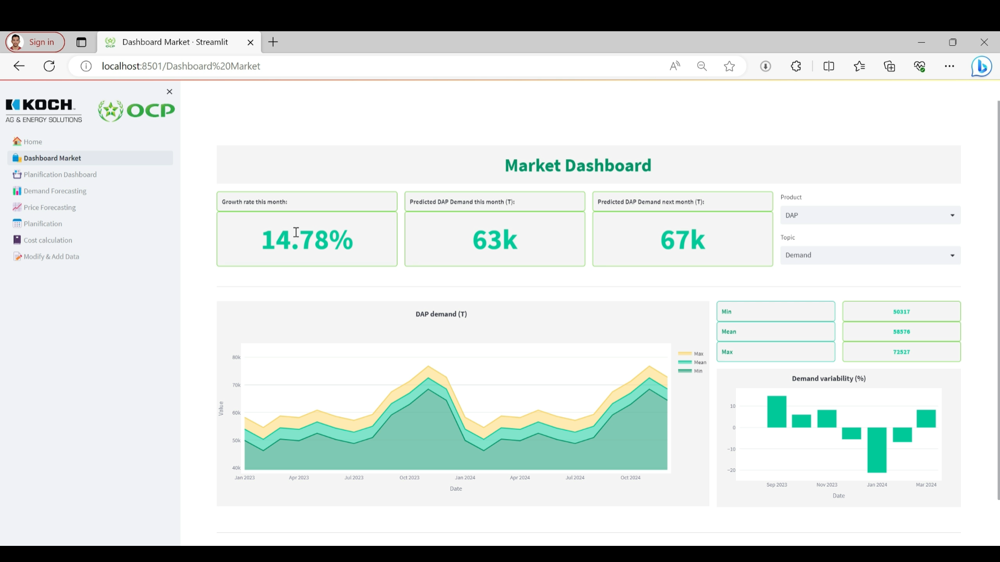 Sign in
Dashboard Market · Streamlit
localhost:8501/Dashboard%20Market
KOCH™
AG & ENERGY SOLUTIONS
OCP
Home
Dashboard Market
Planification Dashboard
Demand Forecasting
Price Forecasting
Planification
Cost calculation
Modify & Add Data
Market Dashboard
Growth rate this month:
14.78%
Predicted DAP Demand this month (T):
63k
Predicted DAP Demand next month (T):
67k
Product
DAP
Topic
Demand
DAP demand (T)
80k
70k
60k
50k
40k
Value
Jan 2023 Apr 2023 Jul 2023 Oct 2023 Jan 2024 Apr 2024 Jul 2024 Oct 2024
Date
Max
Mean
Min
Min 50317
Mean 58576
Max 72527
Demand variability (%)
10
0
−10
−20
Sep 2023 Nov 2023 Jan 2024 Mar 2024
Date